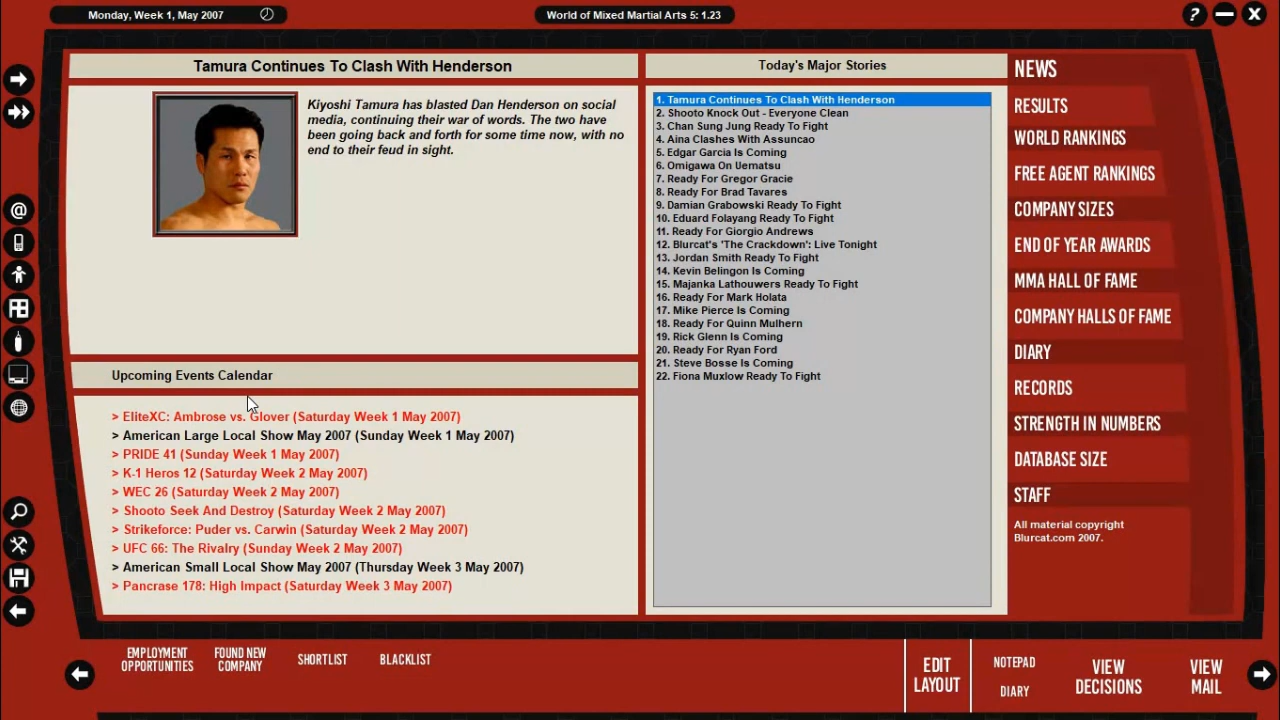 Monday, Week 1, May 2007
World of Mixed Martial Arts 5: 1.23
?
X
Tamura Continues To Clash With Henderson
Kiyoshi Tamura has blasted Dan Henderson on social
media, continuing their war of words. The two have
been going back and forth for some time now, with no
end to their feud in sight.
Upcoming Events Calendar
> EliteXC: Ambrose vs. Glover (Saturday Week 1 May 2007)
> American Large Local Show May 2007 (Sunday Week 1 May 2007)
> PRIDE 41 (Sunday Week 1 May 2007)
> K-1 Heros 12 (Saturday Week 2 May 2007)
> WEC 26 (Saturday Week 2 May 2007)
> Shooto Seek And Destroy (Saturday Week 2 May 2007)
> Strikeforce: Puder vs. Carwin (Saturday Week 2 May 2007)
> UFC 66: The Rivalry (Sunday Week 2 May 2007)
> American Small Local Show May 2007 (Thursday Week 3 May 2007)
> Pancrase 178: High Impact (Saturday Week 3 May 2007)
Today's Major Stories
1. Tamura Continues To Clash With Henderson
2. Shooto Knock Out - Everyone Clean
3. Chan Sung Jung Ready To Fight
4. Aina Clashes With Assuncao
5. Edgar Garcia Is Coming
6. Omigawa On Uematsu
7. Ready For Gregor Gracie
8. Ready For Brad Tavares
9. Damian Grabowski Ready To Fight
10. Eduard Folayang Ready To Fight
11. Ready For Giorgio Andrews
12. Blurcat's 'The Crackdown': Live Tonight
13. Jordan Smith Ready To Fight
14. Kevin Belingon Is Coming
15. Majanka Lathouwers Ready To Fight
16. Ready For Mark Holata
17. Mike Pierce Is Coming
18. Ready For Quinn Mulhern
19. Rick Glenn Is Coming
20. Ready For Ryan Ford
21. Steve Bosse Is Coming
22. Fiona Muxlow Ready To Fight
NEWS
RESULTS
WORLD RANKINGS
FREE AGENT RANKINGS
COMPANY SIZES
END OF YEAR AWARDS
MMA HALL OF FAME
COMPANY HALLS OF FAME
DIARY
RECORDS
STRENGTH IN NUMBERS
DATABASE SIZE
STAFF
All material copyright
Blurcat.com 2007.
@
EMPLOYMENT
OPPORTUNITIES
FOUND NEW
COMPANY
SHORTLIST
BLACKLIST
EDIT
LAYOUT
NOTEPAD
DIARY
VIEW
DECISIONS
VIEW
MAIL